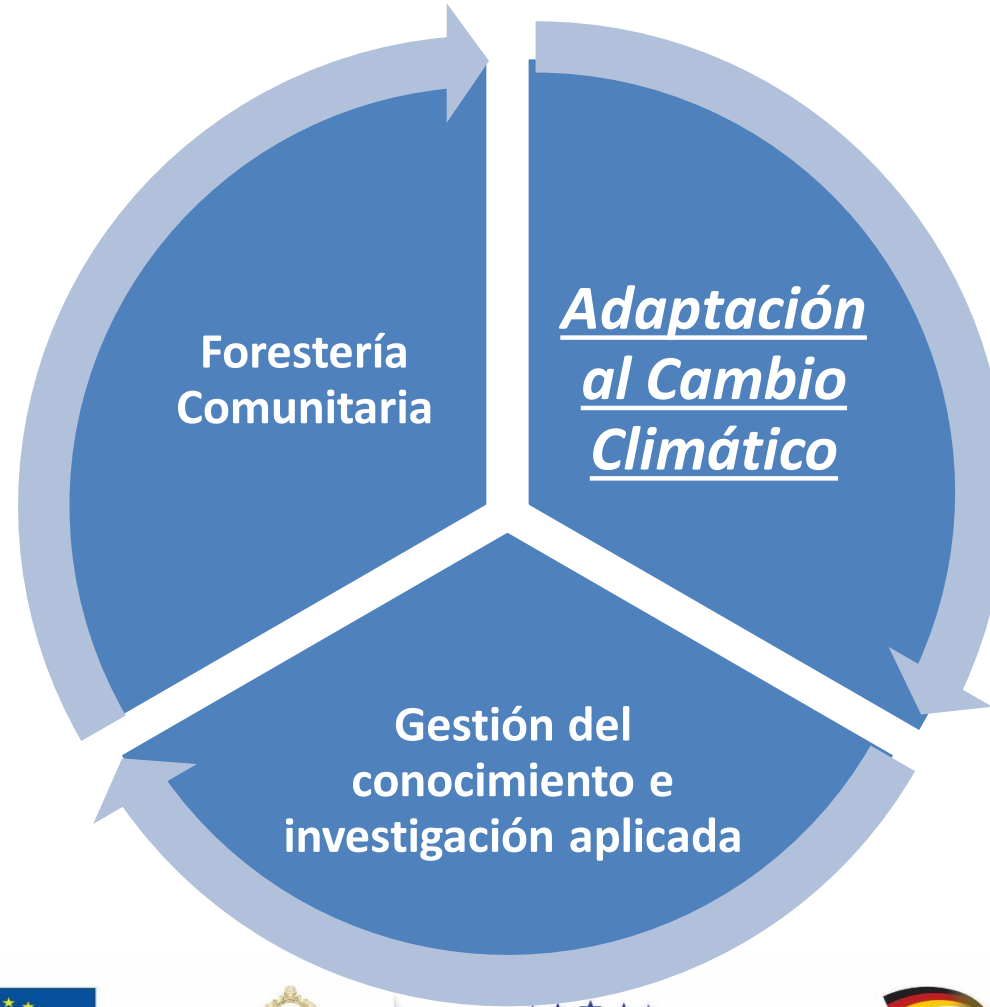 Forestería
Comunitaria
Adaptación
al Cambio
Climático
Gestión del
conocimiento e
investigación aplicada